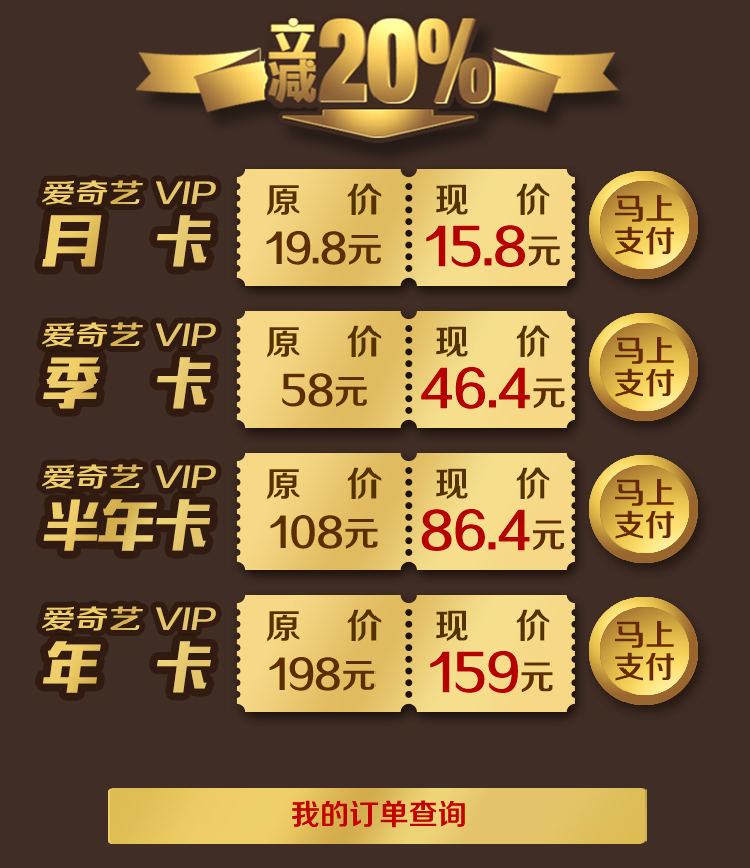 立减20%
爱奇艺 VIP
月 卡
原 价
19.8元
现 价
15.8元
马上
支付
爱奇艺 VIP
季 卡
原 价
58元
现 价
46.4元
马上
支付
爱奇艺 VIP
半年卡
原 价
108元
现 价
86.4元
马上
支付
爱奇艺 VIP
年 卡
原 价
198元
现 价
159元
马上
支付
我的订单查询